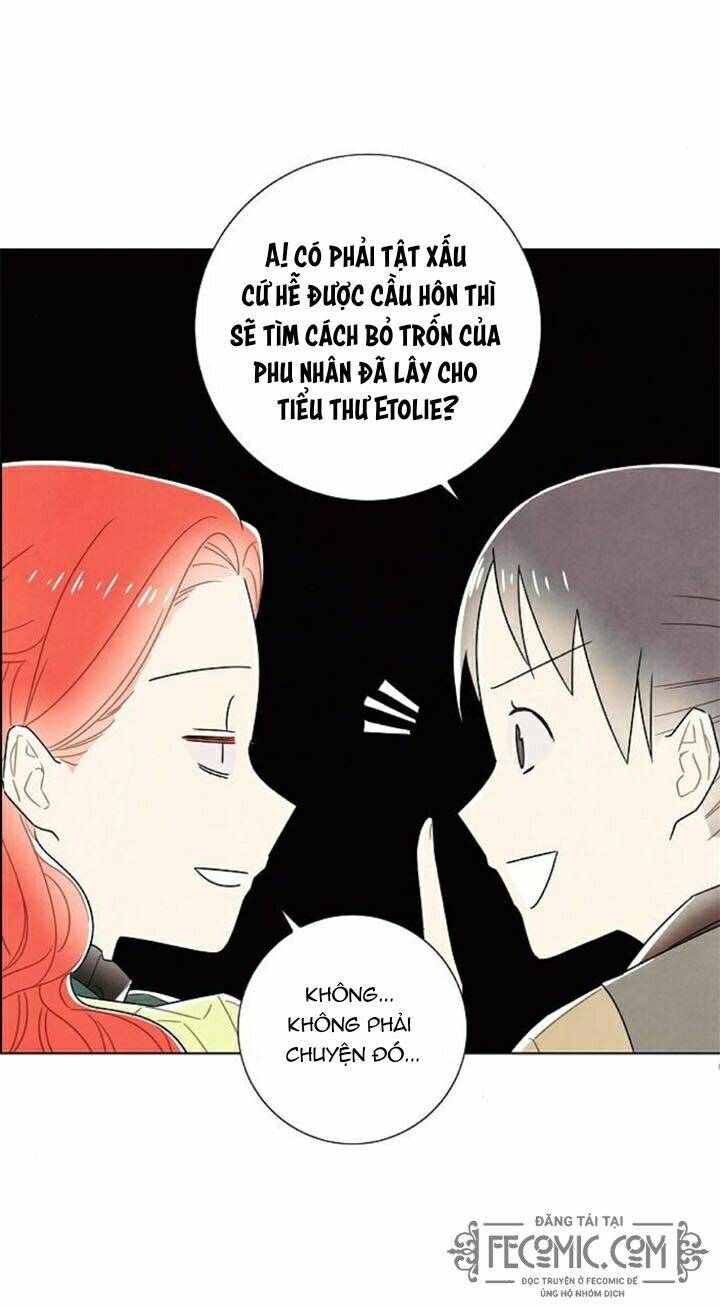 A! CÓ PHẢI TẬT XẤU
CỨ HỄ ĐƯỢC CẦU HÔN THÌ
SẼ TÌM CÁCH BỎ TRỐN CỦA
PHU NHÂN ĐÃ LÂY CHO
TIỂU THƯ ETOLIE?
KHÔNG...
KHÔNG PHẢI
CHUYỆN ĐÓ...
ĐĂNG TẢI TẠI
FECOMIC.COM
ĐỌC TRUYỆN Ở FECOMIC ĐỂ
ỦNG HỘ NHÓM DỊCH